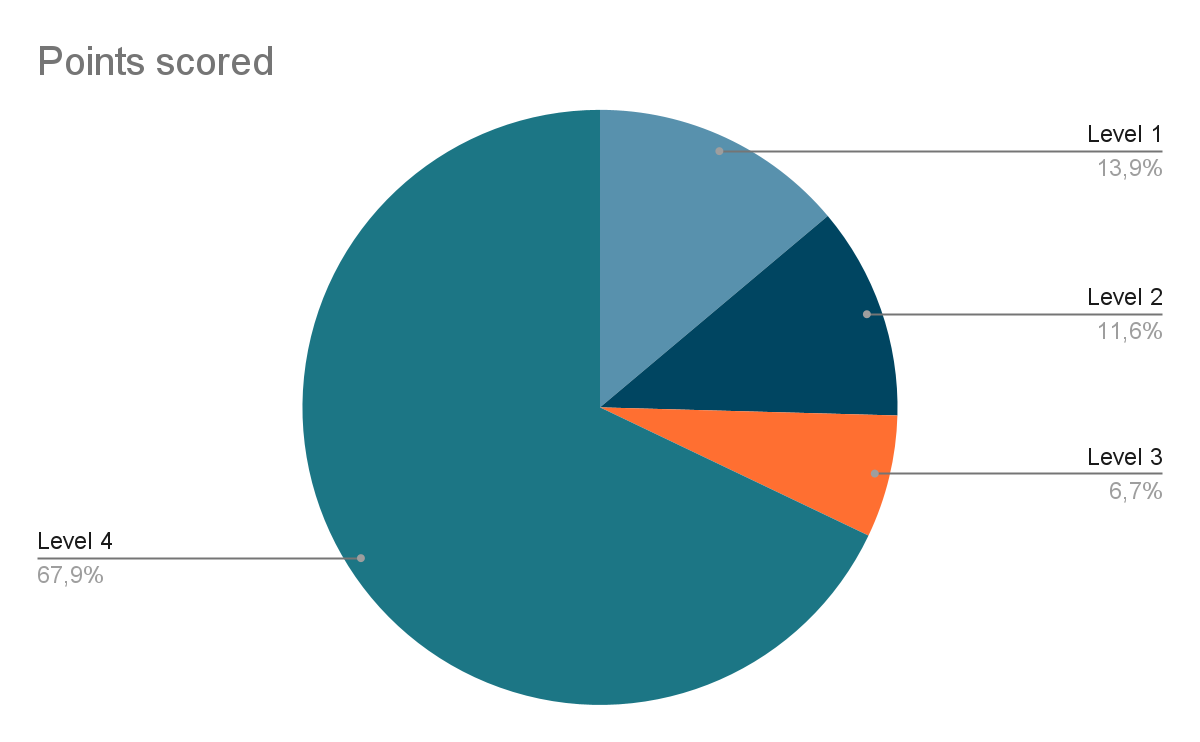 Points scored
Level 1
13,9%
Level 2
11,6%
Level 3
6,7%
Level 4
67,9%